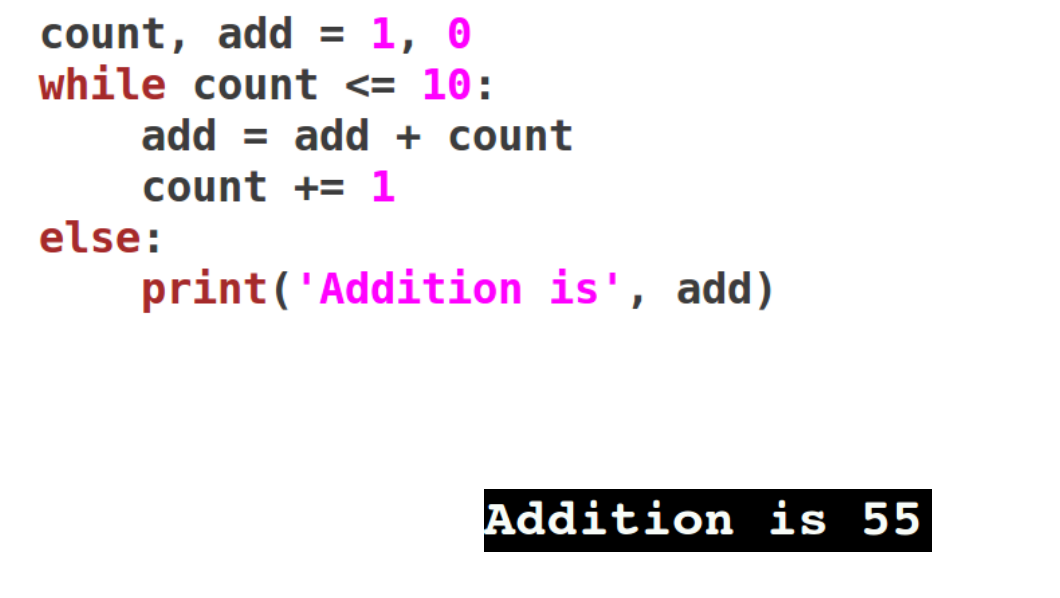 count, add = 1, 0
while count <= 10:
    add = add + count
    count += 1
else:
    print('Addition is', add)
Addition is 55